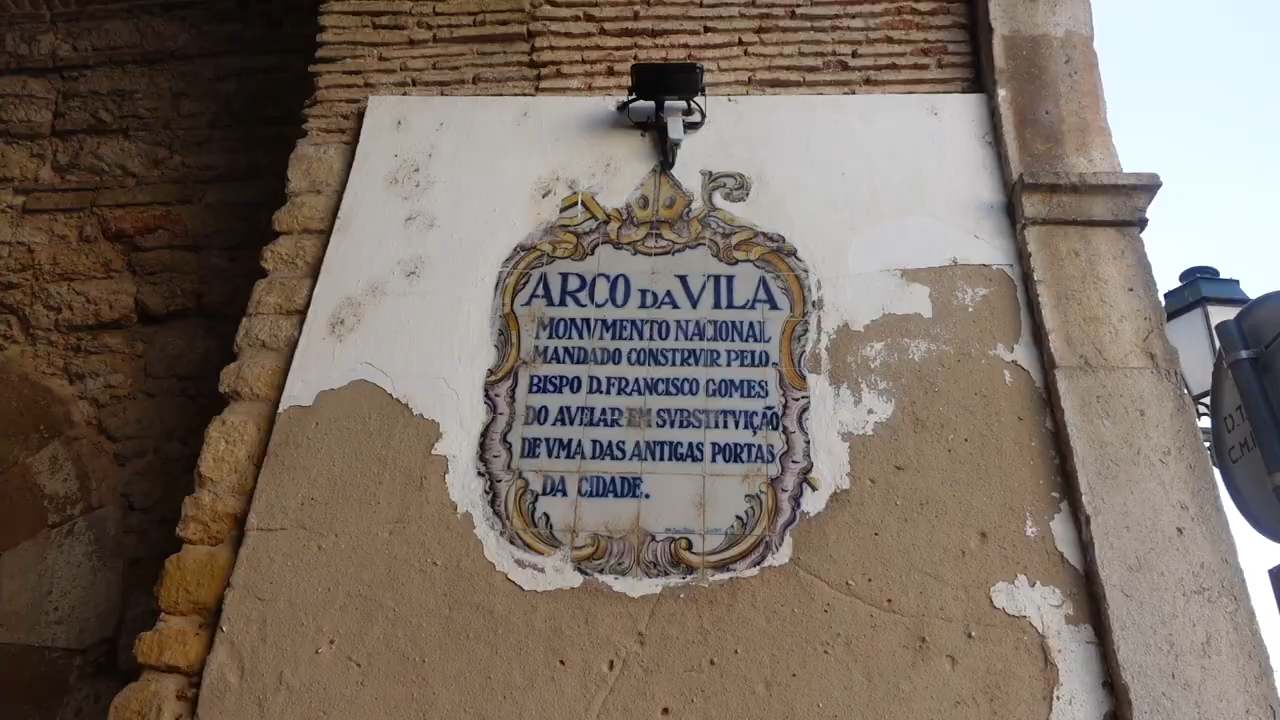 ARCO DA VILA
MONVMENTO NACIONAL
MANDADO CONSTRVIR PELO
BISPO D. FRANCISCO GOMES
DO AVELAR EM SVBSTITVIÇÃO
DE VMA DAS ANTIGAS PORTAS
DA CIDADE.